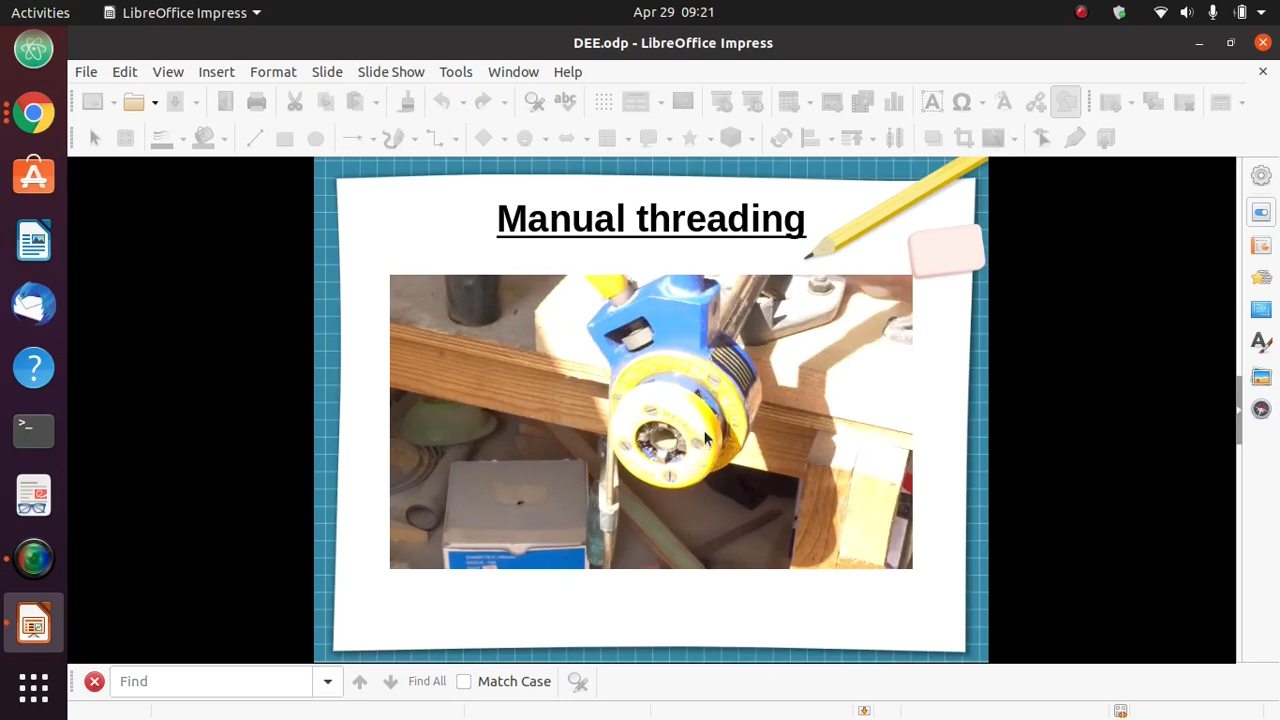 Activities
LibreOffice Impress
Apr 29 09:21
DEE.odp - LibreOffice Impress
File Edit View Insert Format Slide Slide Show Tools Window Help
Manual threading
Find
Find All
Match Case